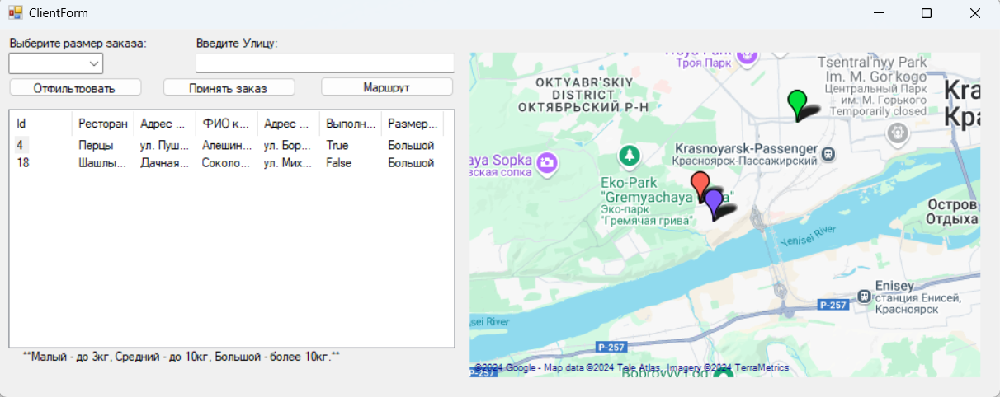 ClientForm
Выберите размер заказа:
Введите Улицу:
Отфильтровать
Принять заказ
Маршрут
Id Ресторан Адрес ... ФИО к... Адрес ... Выполн... Размер...
4 Перцы ул. Пуш... Алешин... ул. Бор... True Большой
18 Шашлы... Дачная... Соколо... ул. Мих... False Большой
**Малый - до 3кг, Средний - до 10кг, Большой - более 10кг.**
Троя Парк
Tsentral'nyy Park
Im. M. Gor'kogo
Центральный Парк
им. М. Горького
Temporarily closed
OKTYABR'SKIY
DISTRICT
ОКТЯБРЬСКИЙ Р-Н
Kra
Кра
Krasnoyarsk-Passenger
Красноярск-Пассажирский
aya Sopka
вская сопка
Eko-Park
"Gremyachaya
Эко-парк
"Гремячая грива"
Остров
Отдыха
Yenisei River
Enisey
станция Енисей,
Красноярск
P-257
sei River
P-257
©2024 Google - Map data ©2024 Tele Atlas, Imagery ©2024 TerraMetrics